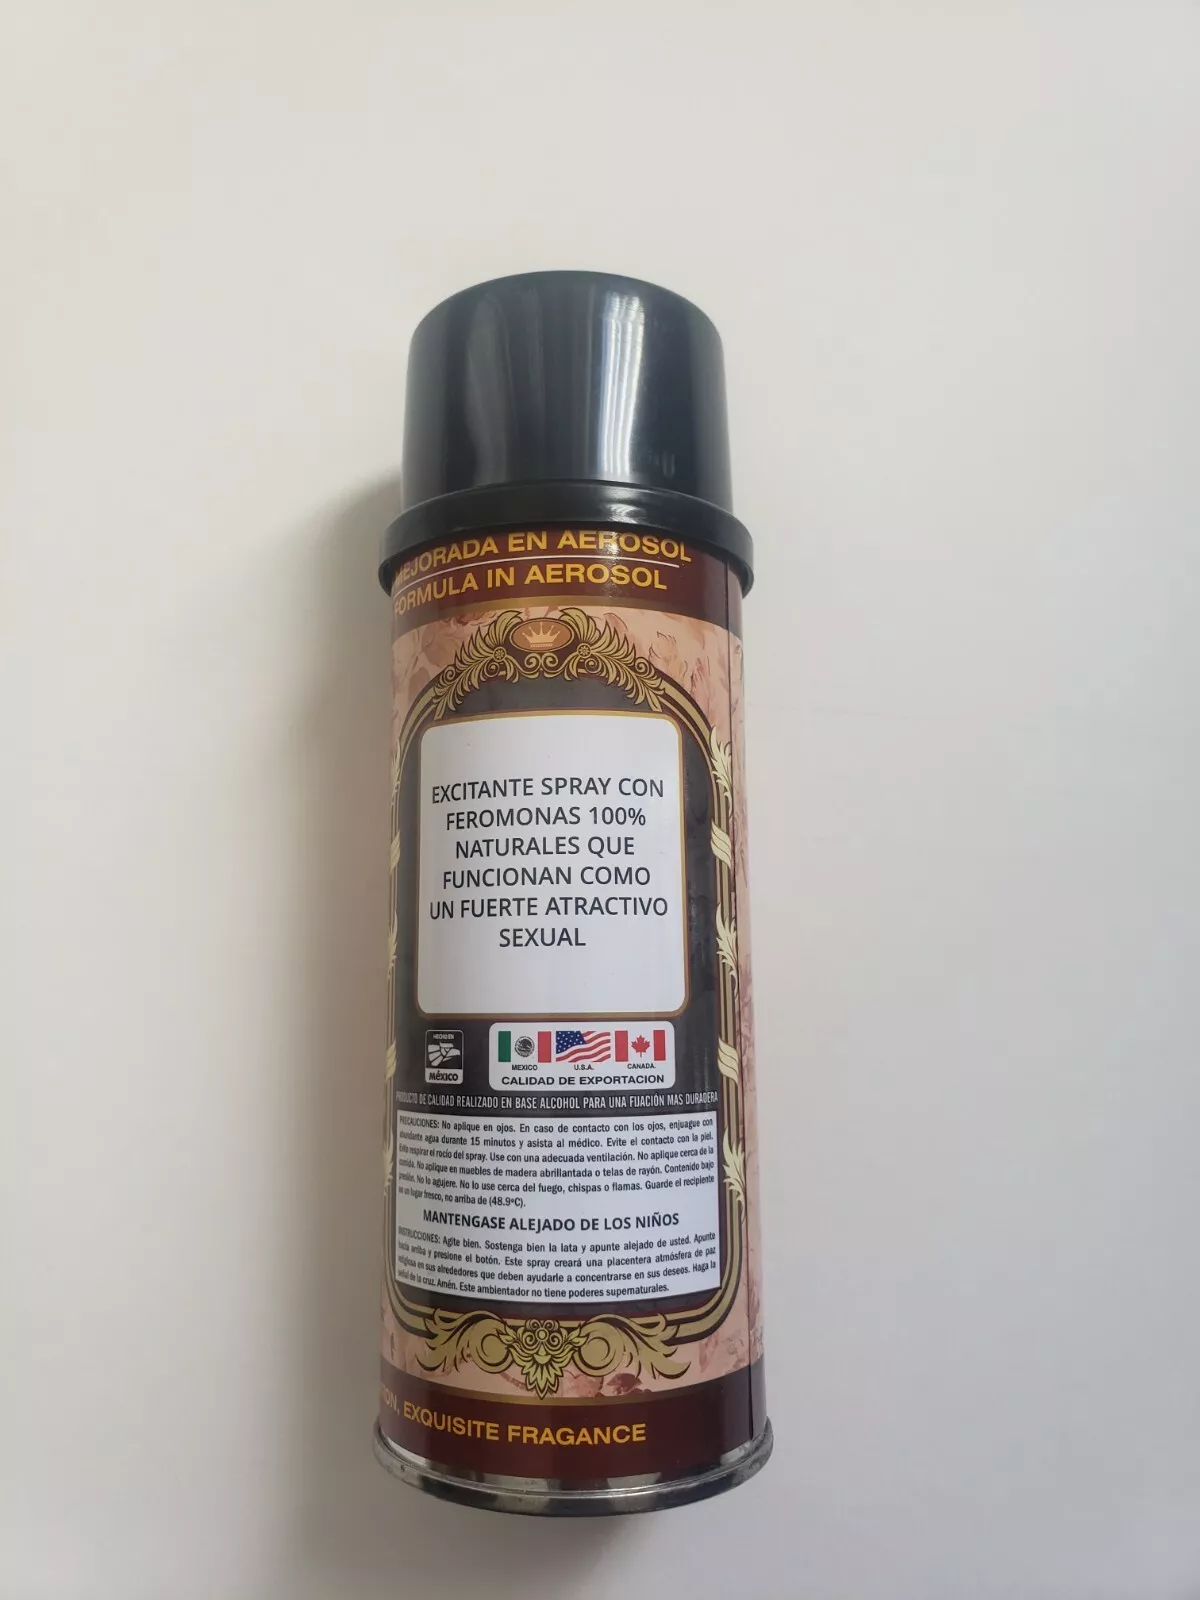 MEJORADA EN AEROSOL
FORMULA IN AEROSOL
EXCITANTE SPRAY CON
FEROMONAS 100%
NATURALES QUE
FUNCIONAN COMO
UN FUERTE ATRACTIVO
SEXUAL
HECHO EN
MÉXICO
MEXICO U.S.A. CANADA.
CALIDAD DE EXPORTACION
PRODUCTO DE CALIDAD REALIZADO EN BASE ALCOHOL PARA UNA FIJACIÓN MAS DURADERA
PRECAUCIONES: No aplique en ojos. En caso de contacto con los ojos, enjuague con
abundante agua durante 15 minutos y asista al médico. Evite el contacto con la piel.
Evite respirar el rocío del spray. Use con una adecuada ventilación. No aplique cerca de la
comida. No aplique en muebles de madera abrillantada o telas de rayón. Contenido bajo
presión. No lo agujere. No lo use cerca del fuego, chispas o flamas. Guarde el recipiente
en un lugar fresco, no arriba de (48.9ºC).
MANTENGASE ALEJADO DE LOS NIÑOS
INSTRUCCIONES: Agite bien. Sostenga bien la lata y apunte alejado de usted. Apunte
hacia arriba y presione el botón. Este spray creará una placentera atmósfera de paz
religiosa en sus alrededores que deben ayudarle a concentrarse en sus deseos. Haga la
señal de la cruz. Amén. Este ambientador no tiene poderes supernaturales.
EXQUISITE FRAGANCE